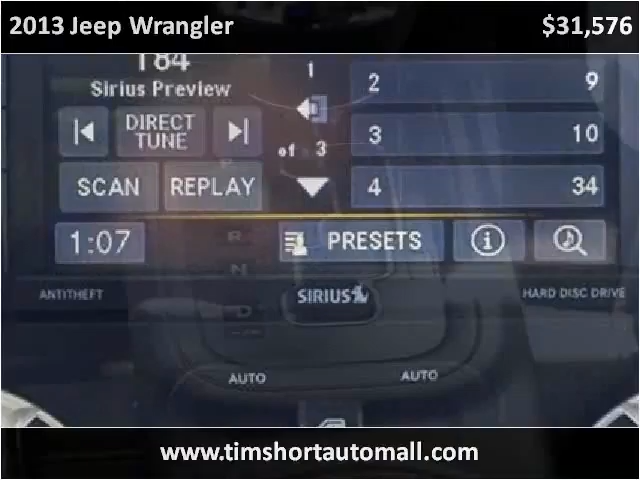 2013 Jeep Wrangler $31,576
184
Sirius Preview
DIRECT
TUNE
SCAN REPLAY
1
of 3
2 9
3 10
4 34
1:07 PRESETS
ANTITHEFT SIRIUS HARD DISC DRIVE
R
N
D
AUTO AUTO
www.timshortautomall.com